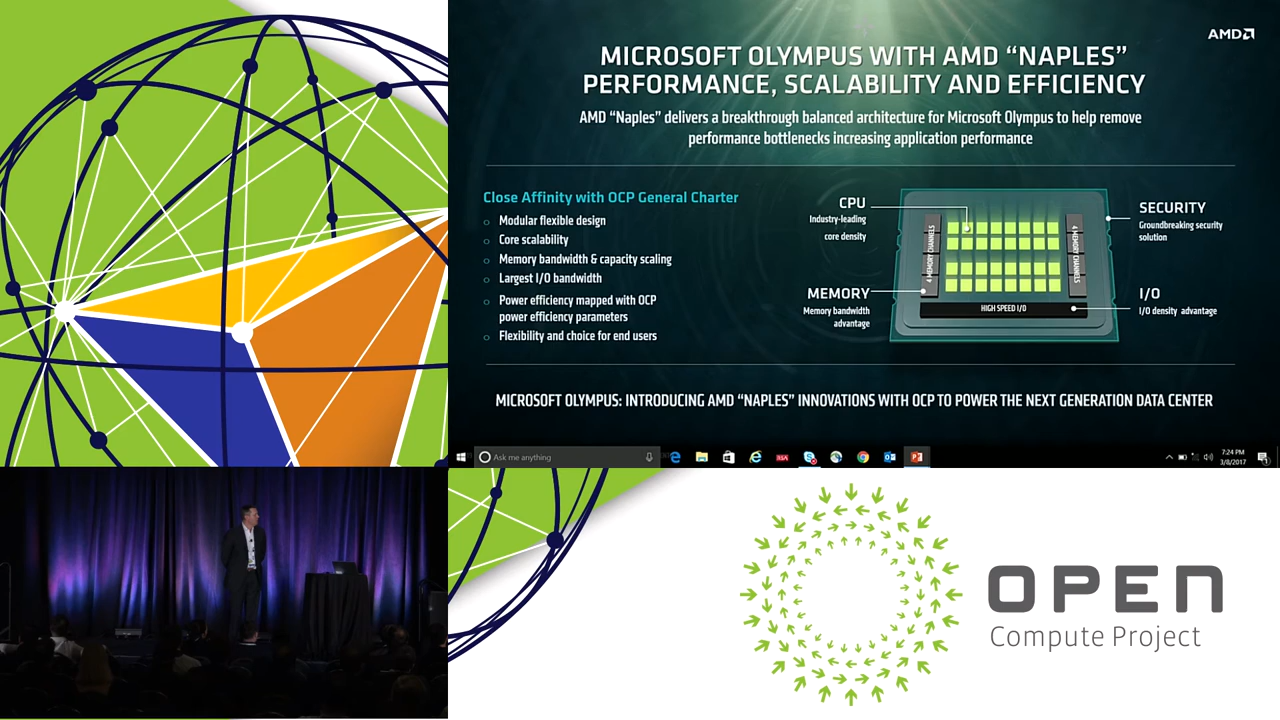 AMD
MICROSOFT OLYMPUS WITH AMD “NAPLES”
PERFORMANCE, SCALABILITY AND EFFICIENCY
AMD “Naples” delivers a breakthrough balanced architecture for Microsoft Olympus to help remove
performance bottlenecks increasing application performance
Close Affinity with OCP General Charter
Modular flexible design
Core scalability
Memory bandwidth & capacity scaling
Largest I/O bandwidth
Power efficiency mapped with OCP
power efficiency parameters
Flexibility and choice for end users
CPU
Industry-leading
core density
MEMORY
Memory bandwidth
advantage
4 MEMORY CHANNELS
4 MEMORY CHANNELS
HIGH SPEED I/O
SECURITY
Groundbreaking security
solution
I/O
I/O density advantage
MICROSOFT OLYMPUS: INTRODUCING AMD “NAPLES” INNOVATIONS WITH OCP TO POWER THE NEXT GENERATION DATA CENTER
Ask me anything
RSA
7:24 PM
3/8/2017
OPEN
Compute Project